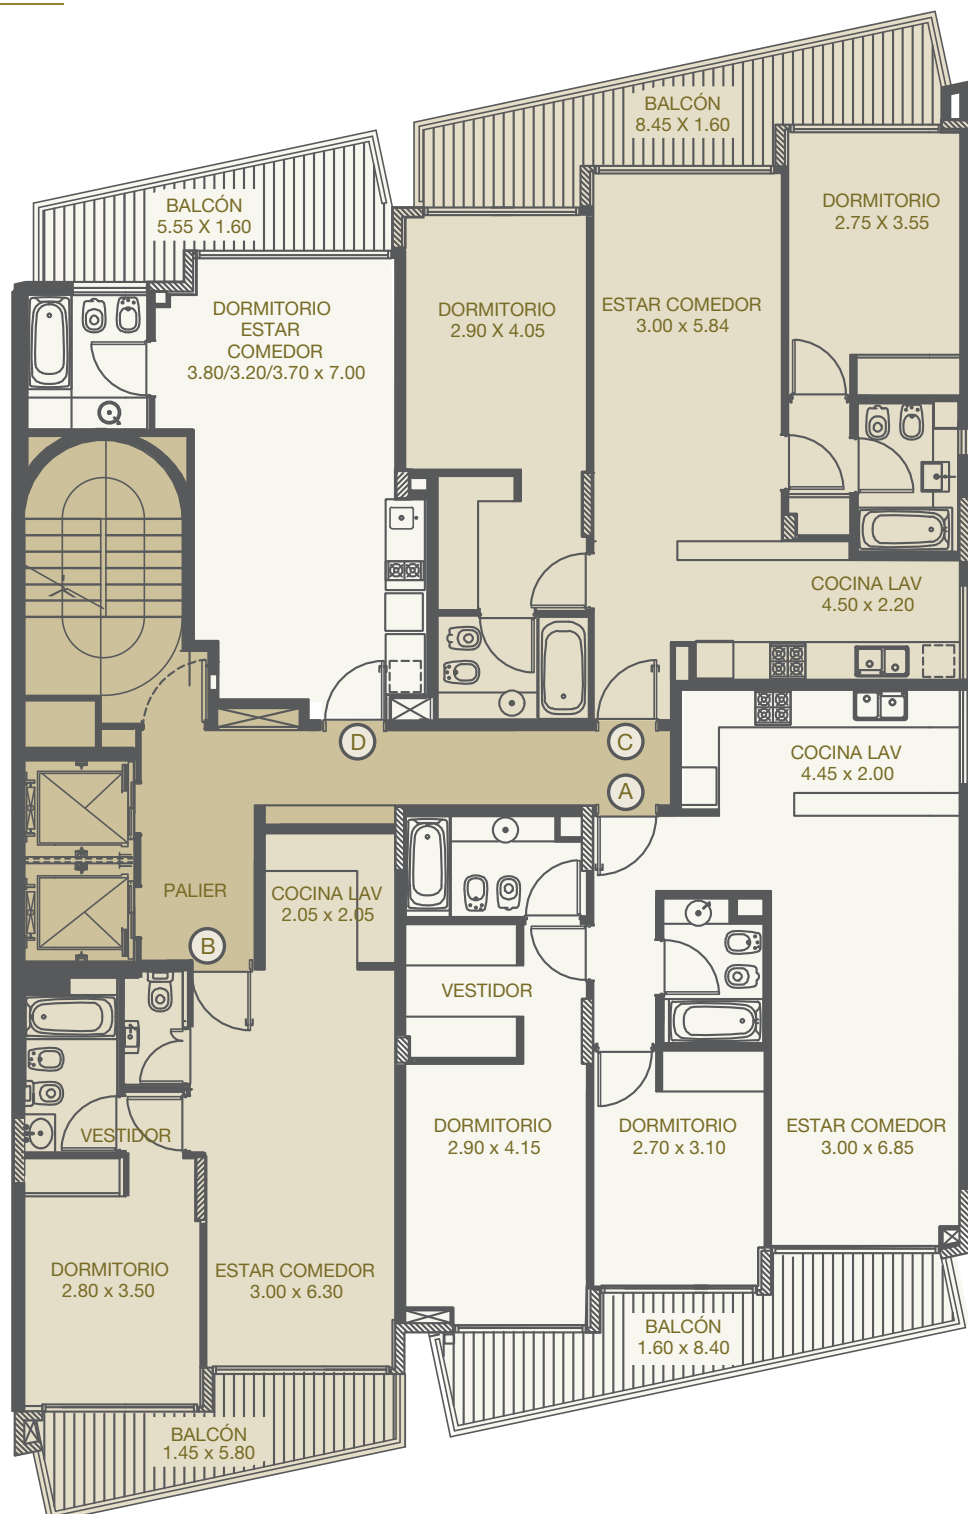 BALCÓN
8.45 X 1.60
BALCÓN
5.55 X 1.60
DORMITORIO
2.75 X 3.55
DORMITORIO
ESTAR
COMEDOR
3.80/3.20/3.70 x 7.00
DORMITORIO
2.90 X 4.05
ESTAR COMEDOR
3.00 x 5.84
COCINA LAV
4.50 x 2.20
D
C
A
COCINA LAV
4.45 x 2.00
PALIER
COCINA LAV
2.05 x 2.05
B
VESTIDOR
VESTIDOR
DORMITORIO
2.90 x 4.15
DORMITORIO
2.70 x 3.10
ESTAR COMEDOR
3.00 x 6.85
DORMITORIO
2.80 x 3.50
ESTAR COMEDOR
3.00 x 6.30
BALCÓN
1.60 x 8.40
BALCÓN
1.45 x 5.80